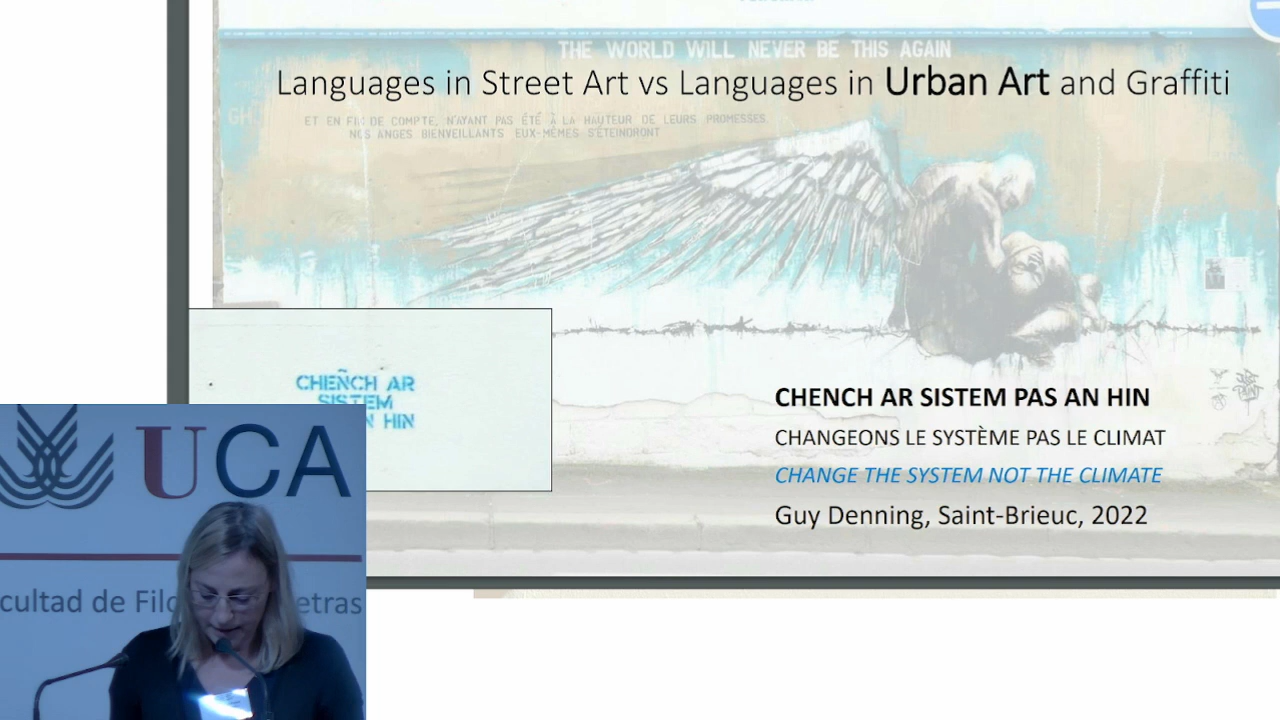 THE WORLD WILL NEVER BE THIS AGAIN
Languages in Street Art vs Languages in Urban Art and Graffiti
ET EN FIN DE COMPTE, N'AYANT PAS ÉTÉ À LA HAUTEUR DE LEURS PROMESSES
NOS ANGES BIENVEILLANTS EUX-MÊMES S'ÉTEINDRONT
CHEÑCH AR
SISTEM
N HIN
CHENCH AR SISTEM PAS AN HIN
CHANGEONS LE SYSTÈME PAS LE CLIMAT
CHANGE THE SYSTEM NOT THE CLIMATE
Guy Denning, Saint-Brieuc, 2022
UCA
cultad de Filo etras